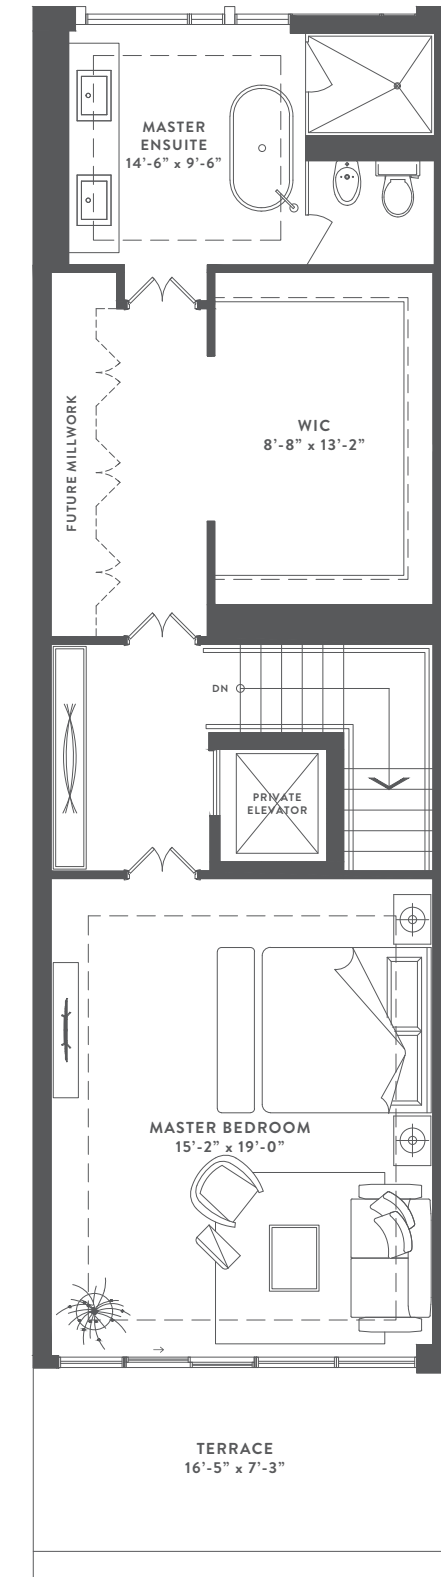 MASTER
ENSUITE
14’-6” x 9’-6”
WIC
8’-8” x 13’-2”
FUTURE MILLWORK
DN
PRIVATE
ELEVATOR
MASTER BEDROOM
15’-2” x 19’-0”
TERRACE
16’-5” x 7’-3”